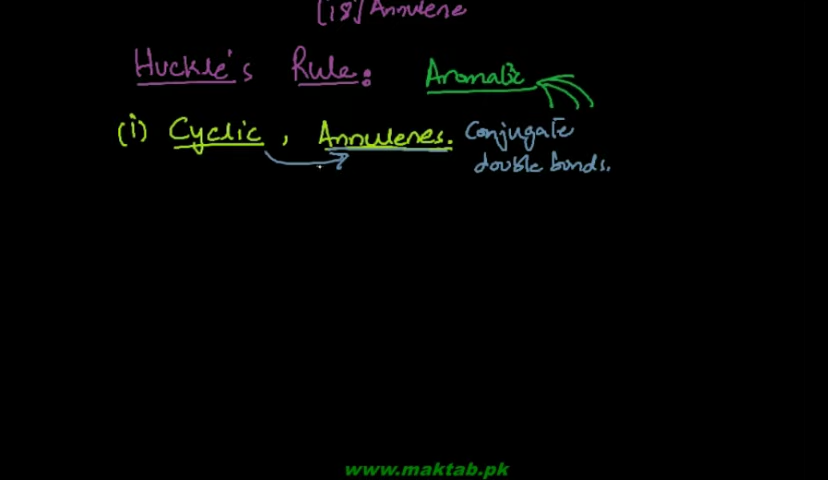 [18] Annulene
Huckle's Rule: Aromatic
(i) Cyclic, Annulenes. Conjugate
double bonds.
www.maktab.pk